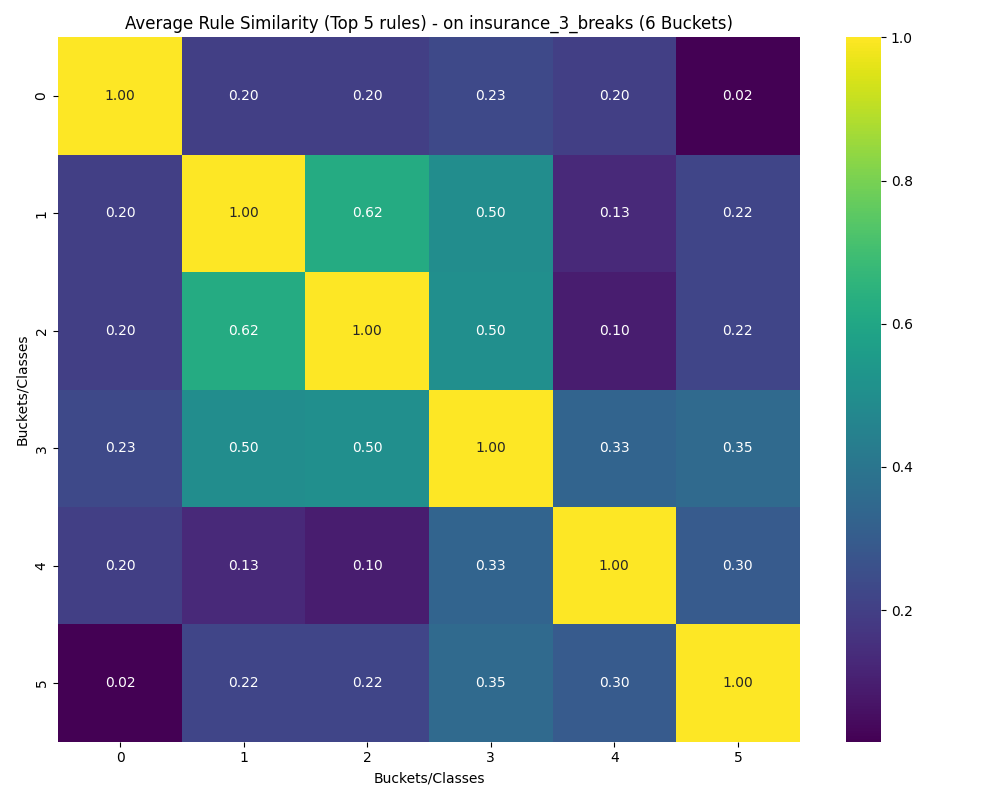 Average Rule Similarity (Top 5 rules) - on insurance_3_breaks (6 Buckets)
Buckets/Classes
0 1.00 0.20 0.20 0.23 0.20 0.02
1 0.20 1.00 0.62 0.50 0.13 0.22
2 0.20 0.62 1.00 0.50 0.10 0.22
3 0.23 0.50 0.50 1.00 0.33 0.35
4 0.20 0.13 0.10 0.33 1.00 0.30
5 0.02 0.22 0.22 0.35 0.30 1.00
0 1 2 3 4 5
Buckets/Classes
1.0
0.8
0.6
0.4
0.2